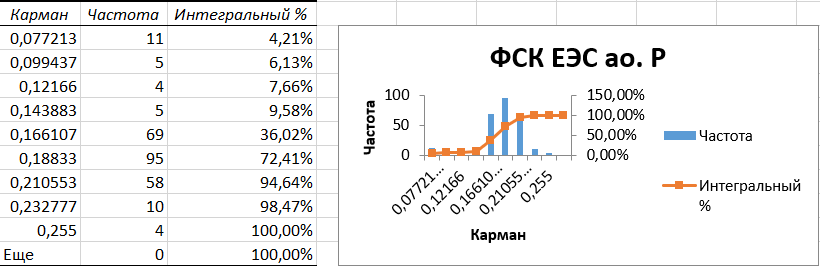 Карман Частота Интегральный %
0,077213 11 4,21%
0,099437 5 6,13%
0,12166 4 7,66%
0,143883 5 9,58%
0,166107 69 36,02%
0,18833 95 72,41%
0,210553 58 94,64%
0,232777 10 98,47%
0,255 4 100,00%
Еще 0 100,00%
ФСК ЕЭС ао. Р
Частота
100
50
0
150,00%
100,00%
50,00%
0,00%
0,07721...
0,12166
0,16610...
0,21055...
0,255
Карман
Частота
Интегральный
%